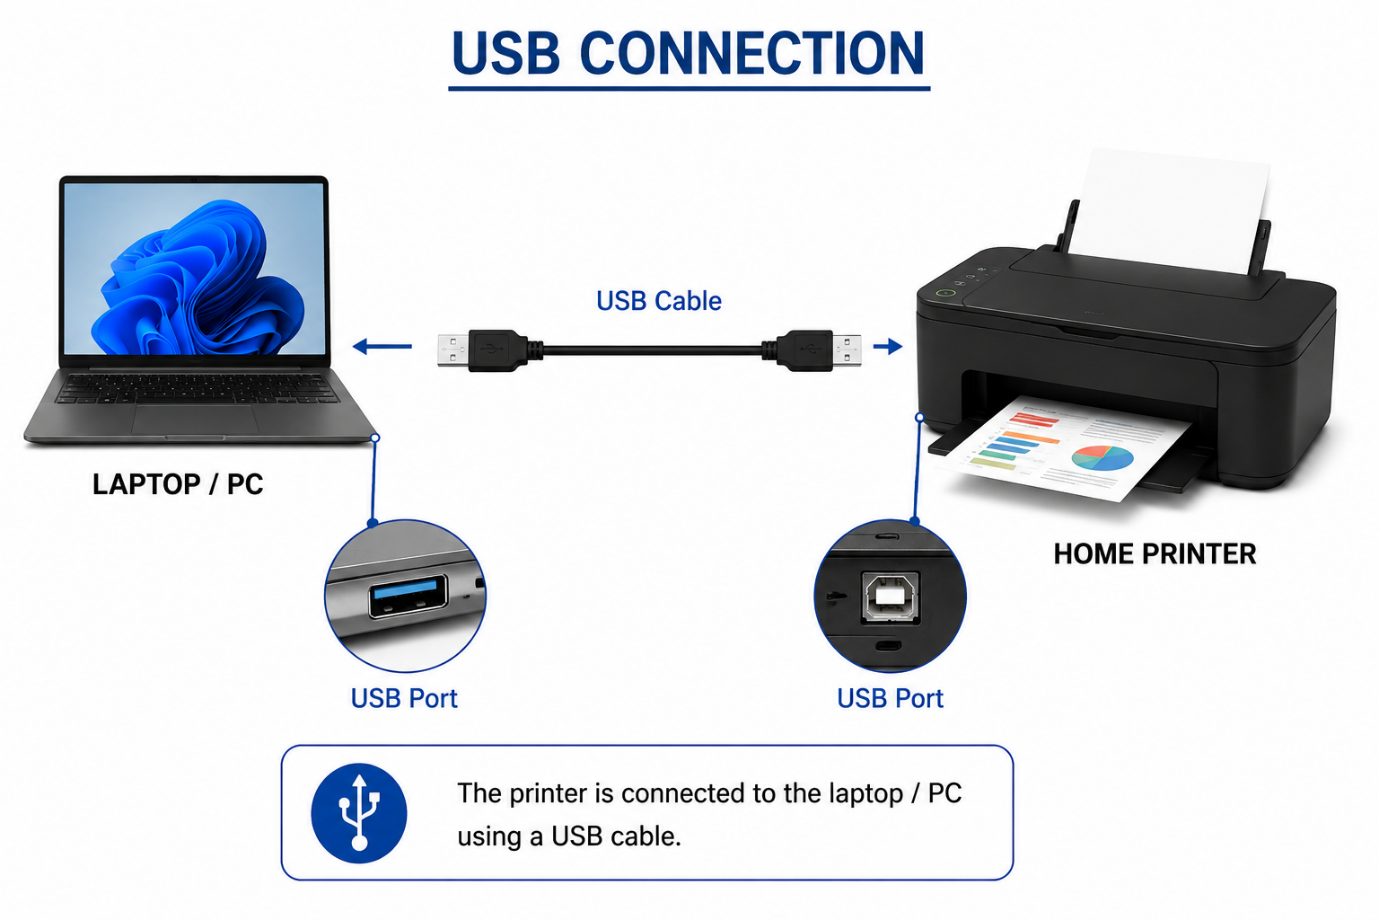 USB CONNECTION
USB Cable
LAPTOP / PC
HOME PRINTER
USB Port
USB Port
The printer is connected to the laptop / PC
using a USB cable.